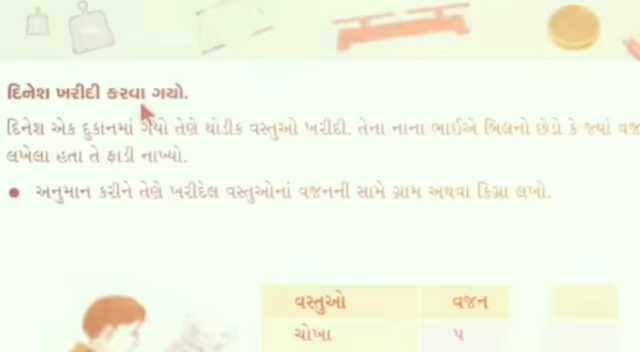 દિનેશ ખરીદી કરવા ગયો.
દિનેશ એક દુકાનમાં ગયો તેણે થોડીક વસ્તુઓ ખરીદી. તેના નાના ભાઈએ બિલનો છેડો કે જ્યાં વજ
લખેલા હતા તે ફાડી નાખ્યો.
● અનુમાન કરીને તેણે ખરીદેલ વસ્તુઓનાં વજનની સામે ગ્રામ અથવા કિગ્રા લખો.
વસ્તુઓ વજન
ચોખા ૫